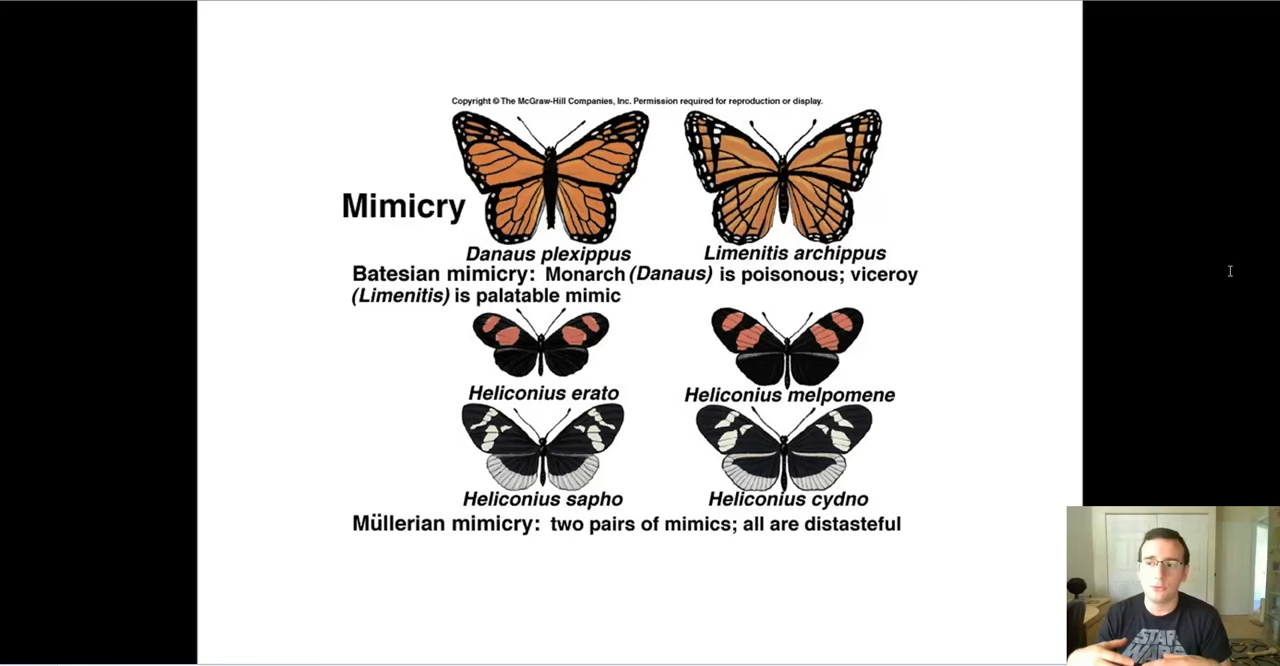 Copyright © The McGraw-Hill Companies, Inc. Permission required for reproduction or display.
Mimicry
Danaus plexippus
Limenitis archippus
Batesian mimicry: Monarch (Danaus) is poisonous; viceroy
(Limenitis) is palatable mimic
Heliconius erato
Heliconius melpomene
Heliconius sapho
Heliconius cydno
Müllerian mimicry: two pairs of mimics; all are distasteful
STAR
WARS